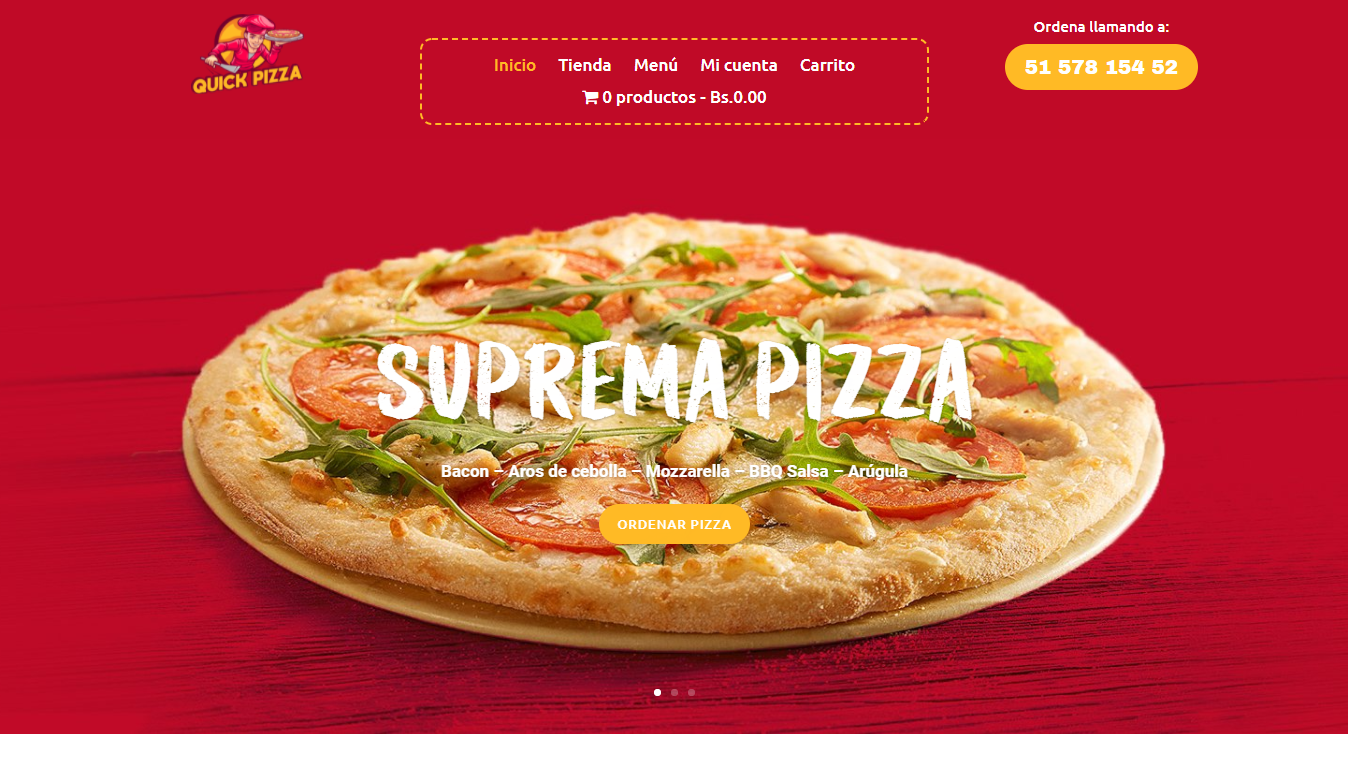 QUICK PIZZA
Inicio Tienda Menú Mi cuenta Carrito
0 productos - Bs.0.00
Ordena llamando a:
51 578 154 52
SUPREMA PIZZA
Bacon – Aros de cebolla – Mozzarella – BBQ Salsa – Arúgula
ORDENAR PIZZA